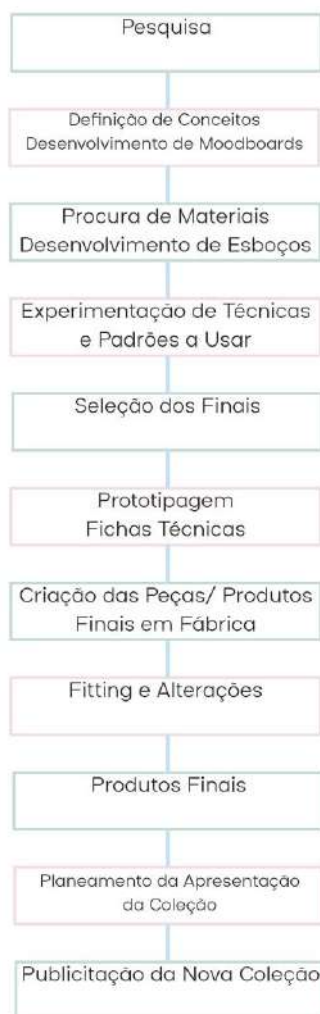 Pesquisa
Definição de Conceitos
Desenvolvimento de Moodboards
Procura de Materiais
Desenvolvimento de Esboços
Experimentação de Técnicas
e Padrões a Usar
Seleção dos Finais
Prototipagem
Fichas Técnicas
Criação das Peças/ Produtos
Finais em Fábrica
Fitting e Alterações
Produtos Finais
Planeamento da Apresentação
da Coleção
Publicitação da Nova Coleção